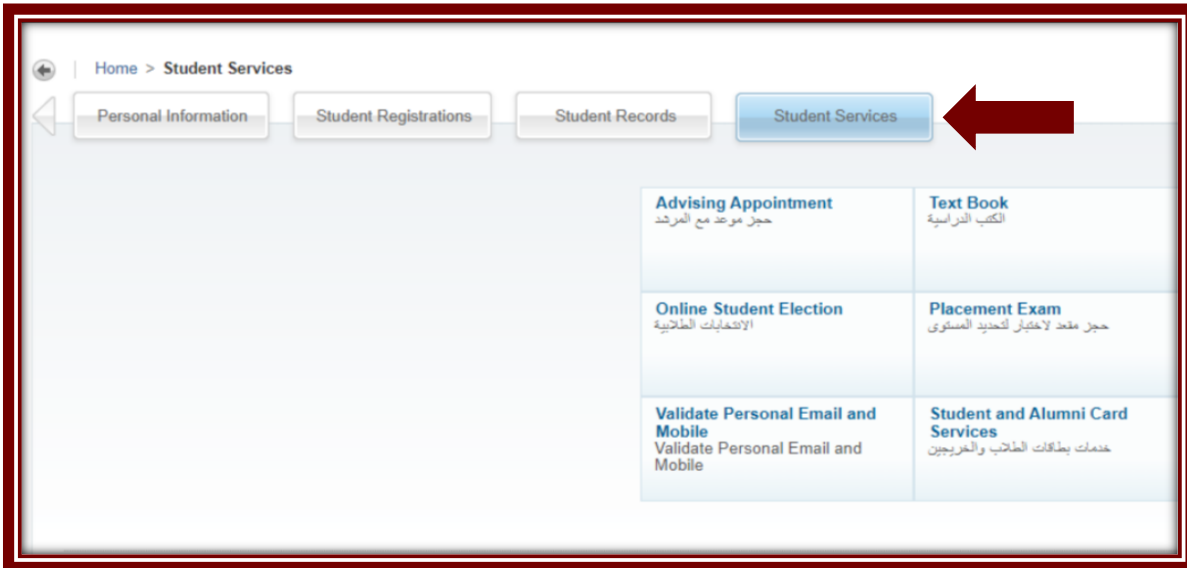 Home > Student Services
Personal Information
Student Registrations
Student Records
Student Services
Advising Appointment
حجز موعد مع المرشد
Text Book
الكتب الدراسية
Online Student Election
الانتخابات الطلابية
Placement Exam
حجز مقعد لاختبار لتحديد المستوى
Validate Personal Email and
Mobile
Validate Personal Email and
Mobile
Student and Alumni Card
Services
خدمات بطاقات الطلاب والخريجين